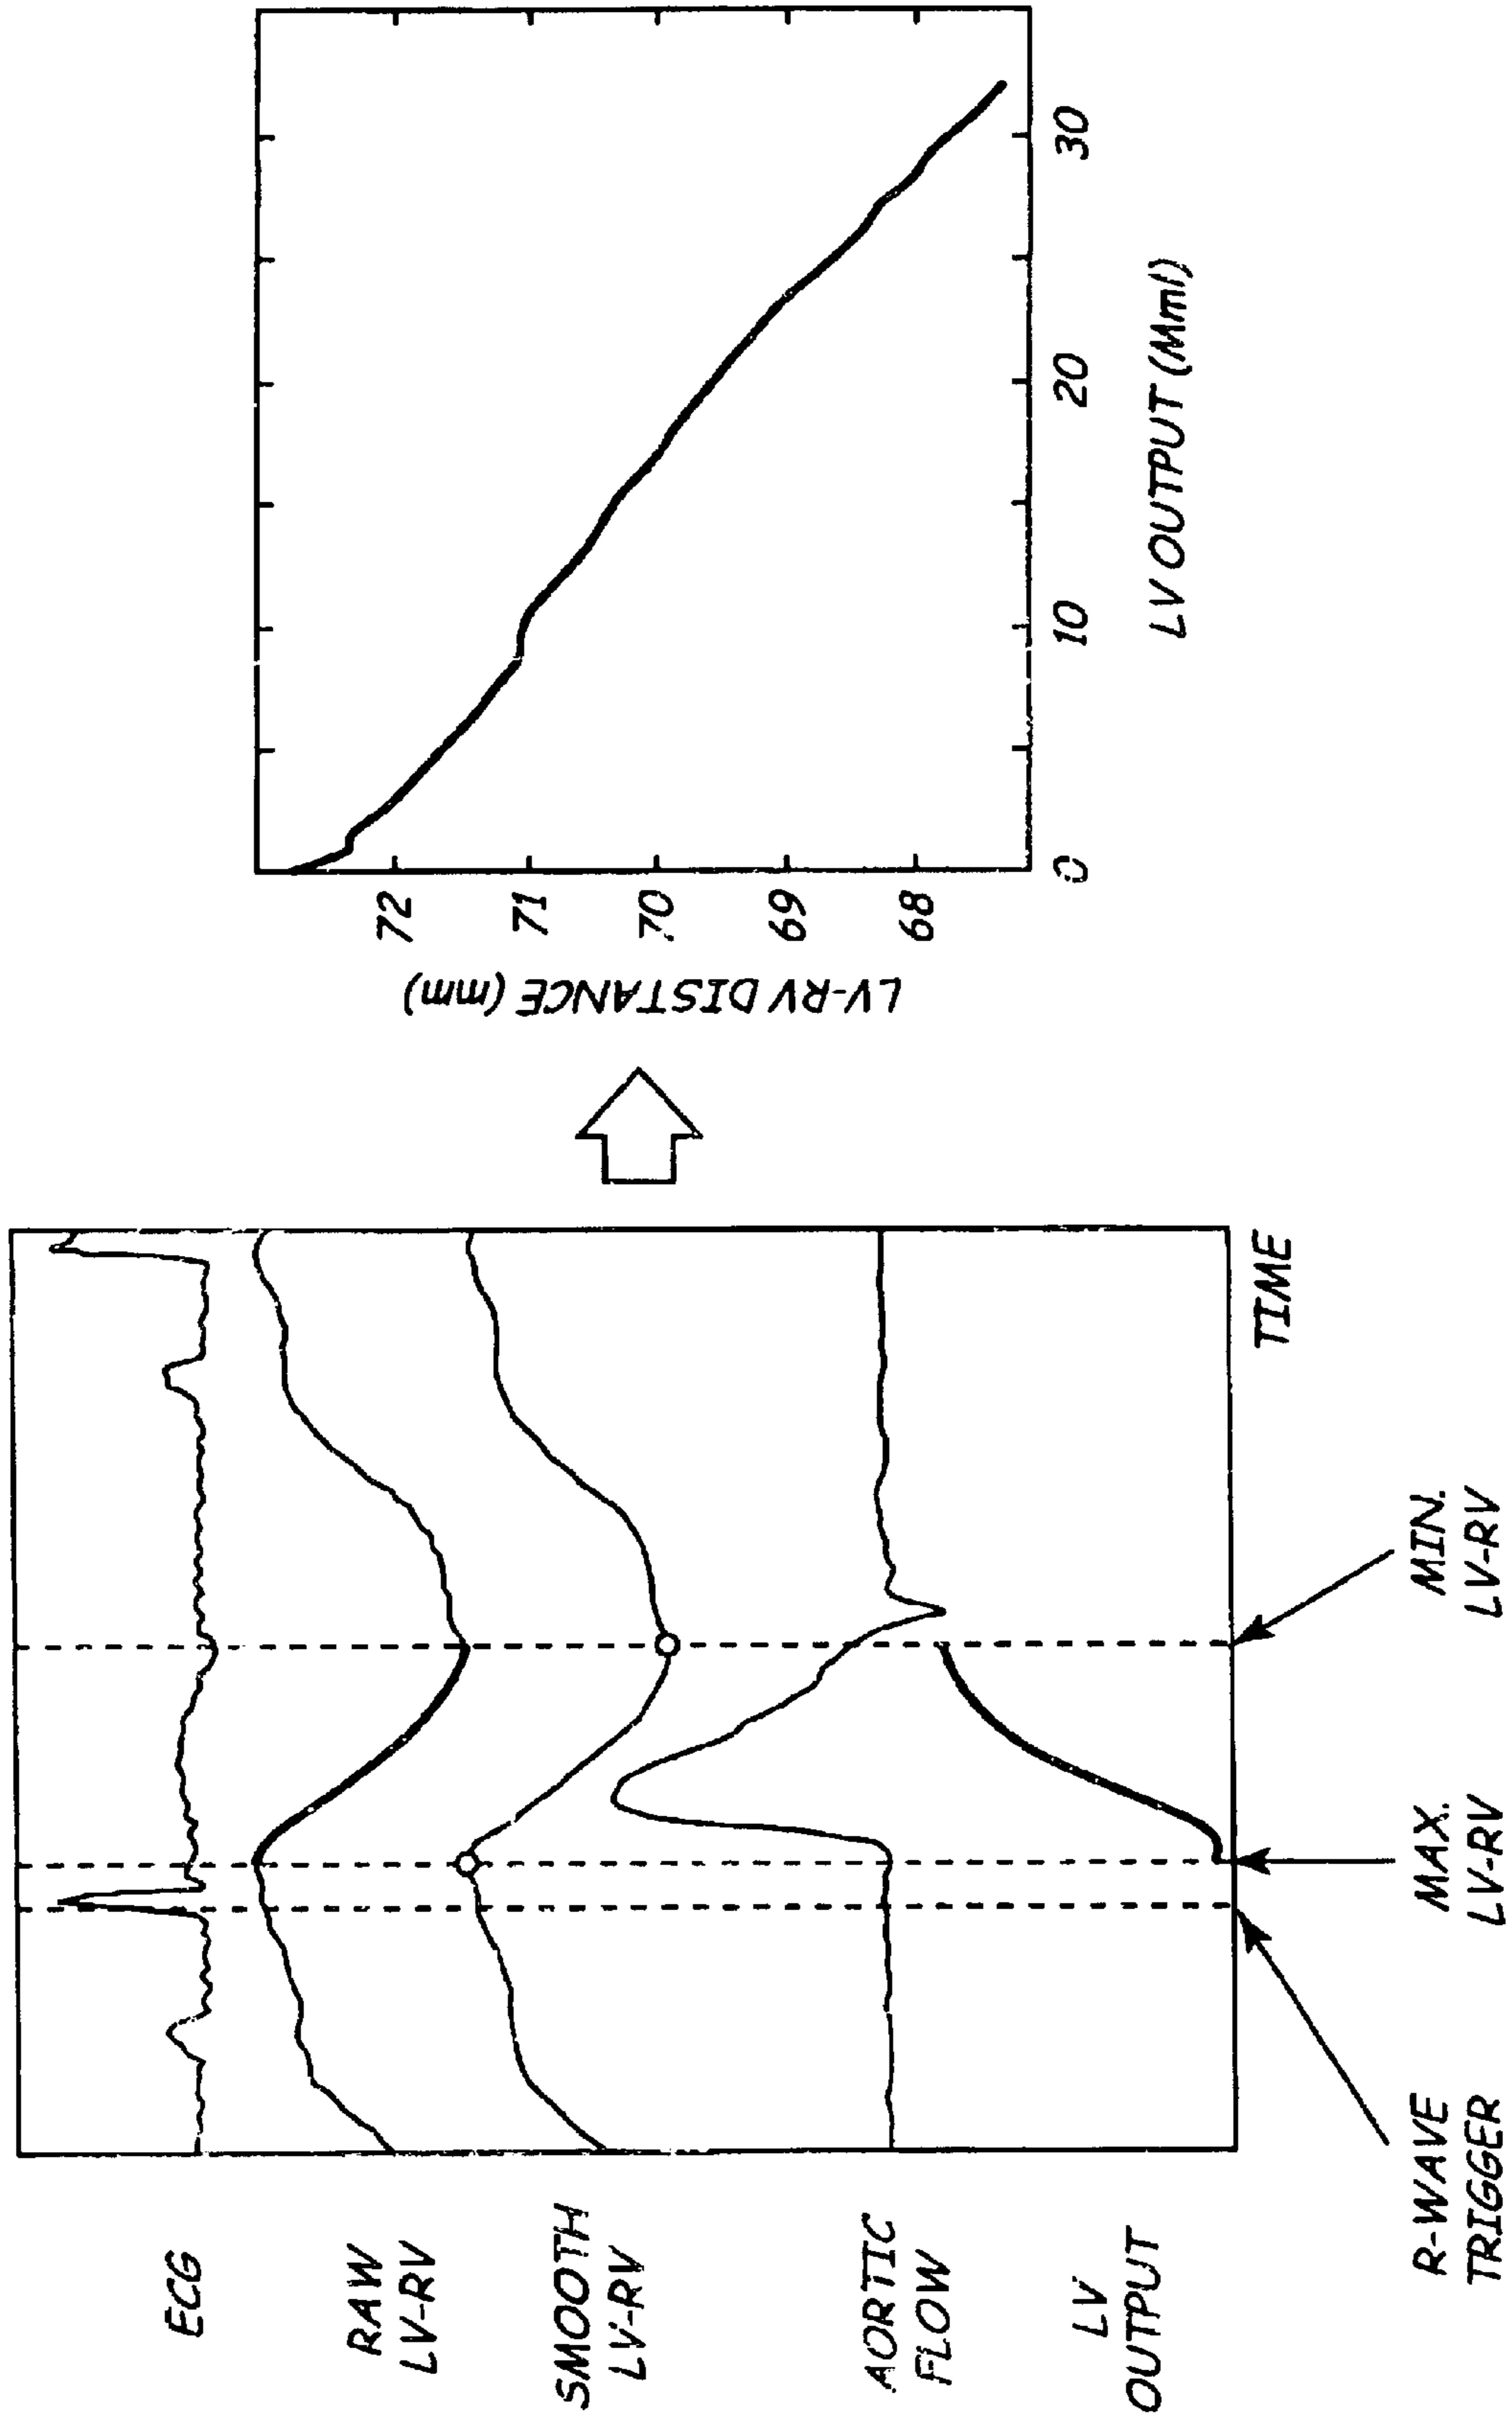 ECG
RAW
LV-RV
SMOOTH
LV-RV
AORTIC
FLOW
LV
OUTPUT
TIME
R-WAVE
TRIGGER
MAX.
LV-RV
MIN.
LV-RV
LV-RV DISTANCE (mm)
72
71
70
69
68
0
10
20
30
LV OUTPUT (Mml)